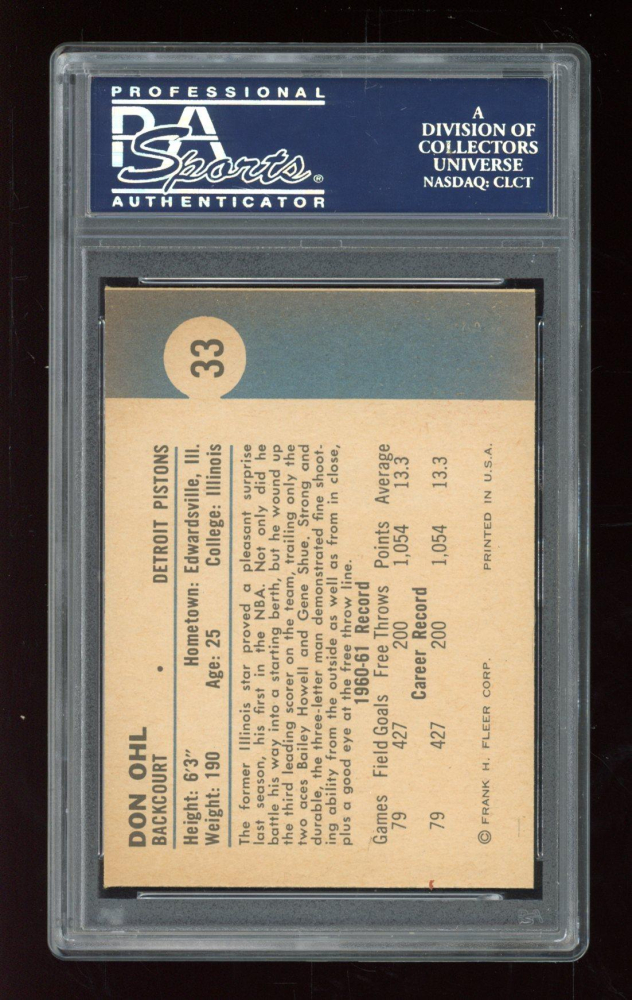 PROFESSIONAL
PSA
Sports®
AUTHENTICATOR
A
DIVISION OF
COLLECTORS
UNIVERSE
NASDAQ: CLCT
33
DON OHL
BACKCOURT • DETROIT PISTONS
Height: 6'3" Hometown: Edwardsville, Ill.
Weight: 190 Age: 25 College: Illinois
The former Illinois star proved a pleasant surprise
last season, his first in the NBA. Not only did he
battle his way into a starting berth, but he wound up
the third leading scorer on the team, trailing only the
two aces Bailey Howell and Gene Shue. Strong and
durable, the three-letter man demonstrated fine shoot-
ing ability from the outside as well as from in close,
plus a good eye at the free throw line.
1960-61 Record
Games Field Goals Free Throws Points Average
79 427 200 1,054 13.3
Career Record
79 427 200 1,054 13.3
© FRANK H. FLEER CORP. PRINTED IN U.S.A.